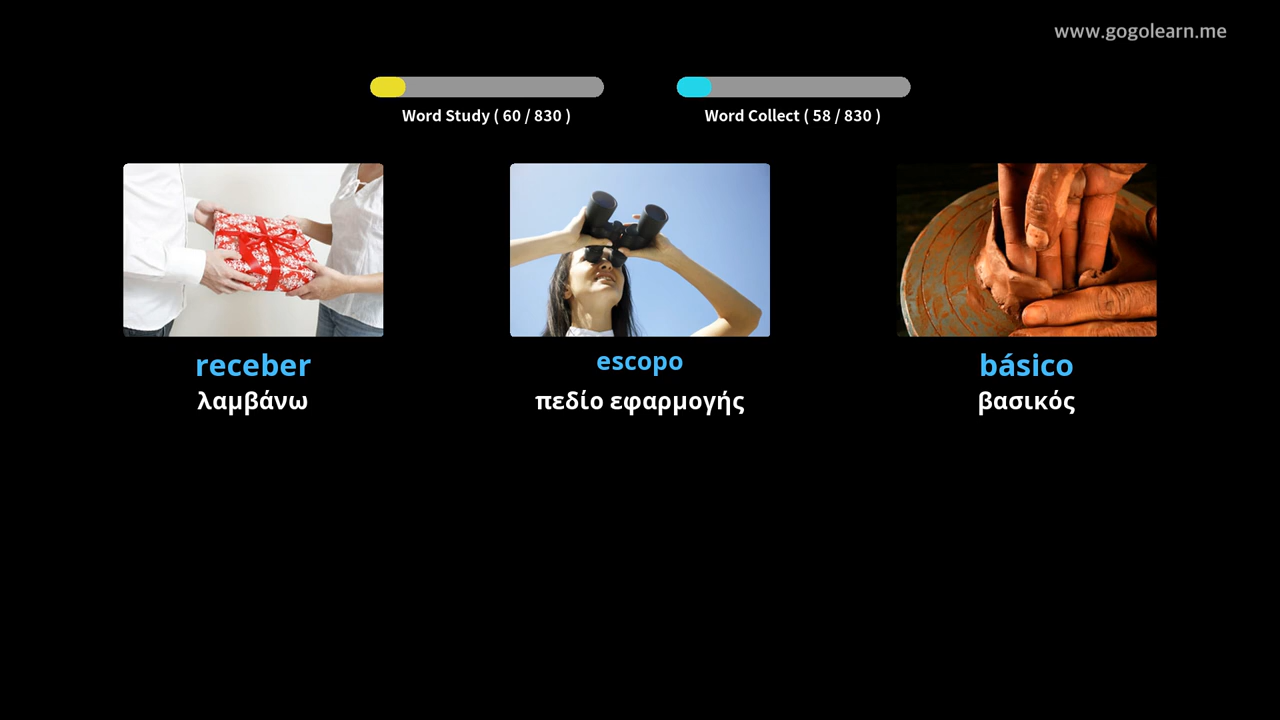 www.gogolearn.me
Word Study ( 60 / 830 )
Word Collect ( 58 / 830 )
receber
λαμβάνω
escopo
πεδίο εφαρμογής
básico
βασικός